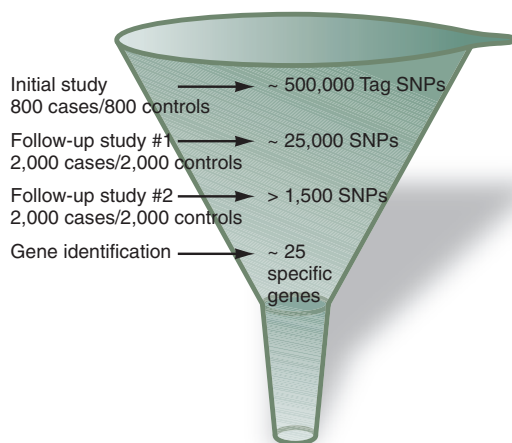 Initial study
800 cases/800 controls
~ 500,000 Tag SNPs
Follow-up study #1
2,000 cases/2,000 controls
~ 25,000 SNPs
Follow-up study #2
2,000 cases/2,000 controls
> 1,500 SNPs
Gene identification
~ 25
specific
genes